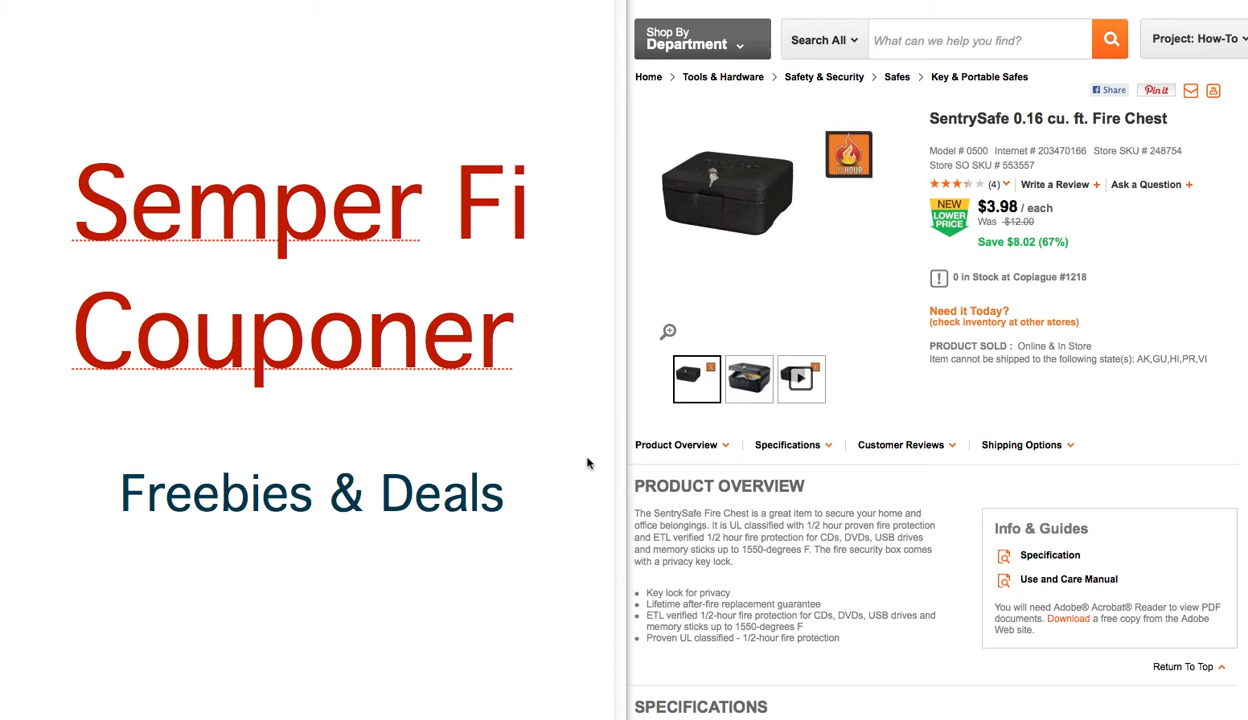 Semper Fi
Couponer
Freebies & Deals
Shop By
Department
Search All
What can we help you find?
Project: How-To
Home > Tools & Hardware > Safety & Security > Safes > Key & Portable Safes
Share
Pin it
SentrySafe 0.16 cu. ft. Fire Chest
Model # 0500 Internet # 203470166 Store SKU # 248754
Store SO SKU # 553557
(4) | Write a Review + | Ask a Question +
NEW
LOWER
PRICE
$3.98 / each
Was $12.00
Save $8.02 (67%)
0 in Stock at Copiague #1218
Need it Today?
(check inventory at other stores)
PRODUCT SOLD : Online & In Store
Item cannot be shipped to the following state(s): AK,GU,HI,PR,VI
Product Overview | Specifications | Customer Reviews | Shipping Options
PRODUCT OVERVIEW
The SentrySafe Fire Chest is a great item to secure your home and
office belongings. It is UL classified with 1/2 hour proven fire protection
and ETL verified 1/2 hour fire protection for CDs, DVDs, USB drives
and memory sticks up to 1550-degrees F. The fire security box comes
with a privacy key lock.
• Key lock for privacy
• Lifetime after-fire replacement guarantee
• ETL verified 1/2-hour fire protection for CDs, DVDs, USB drives and
memory sticks up to 1550-degrees F
• Proven UL classified - 1/2-hour fire protection
Info & Guides
Specification
Use and Care Manual
You will need Adobe® Acrobat® Reader to view PDF
documents. Download a free copy from the Adobe
Web site.
Return To Top
SPECIFICATIONS